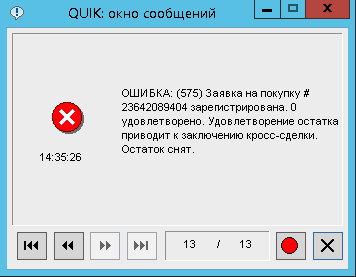 QUIK: окно сообщений
ОШИБКА: (575) Заявка на покупку #
23642089404 зарегистрирована. 0
удовлетворено. Удовлетворение остатка
приводит к заключению кросс-сделки.
Остаток снят.
14:35:26
13 / 13